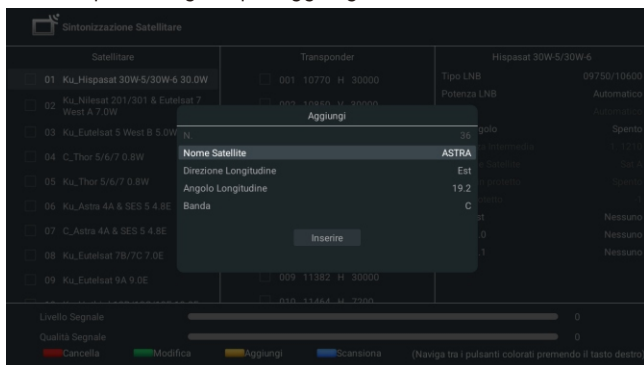 Sintonizzazione Satellitare
Satellitare
Transponder
Hispasat 30W-5/30W-6
01 Ku_Hispasat 30W-5/30W-6 30.0W
001 10770 H 30000
Tipo LNB 09750/10600
02 Ku_Nilesat 201/301 & Eutelsat 7 West A 7.0W
Potenza LNB Automatico
Automatico
03 Ku_Eutelsat 5 West B 5.0W
Spento
04 C_Thor 5/6/7 0.8W
05 Ku_Thor 5/6/7 0.8W
06 Ku_Astra 4A & SES 5 4.8E
Nessuno
07 C_Astra 4A & SES 5 4.8E
.0 Nessuno
08 Ku_Eutelsat 7B/7C 7.0E
.1 Nessuno
09 Ku_Eutelsat 9A 9.0E
009 11382 H 30000
Aggiungi
N. 36
Nome Satellite ASTRA
Direzione Longitudine Est
Angolo Longitudine 19.2
Banda C
Inserire
Livello Segnale 0
Qualità Segnale 0
Cancella Modifica Aggiungi Scansiona (Naviga tra i pulsanti colorati premendo il tasto destro)